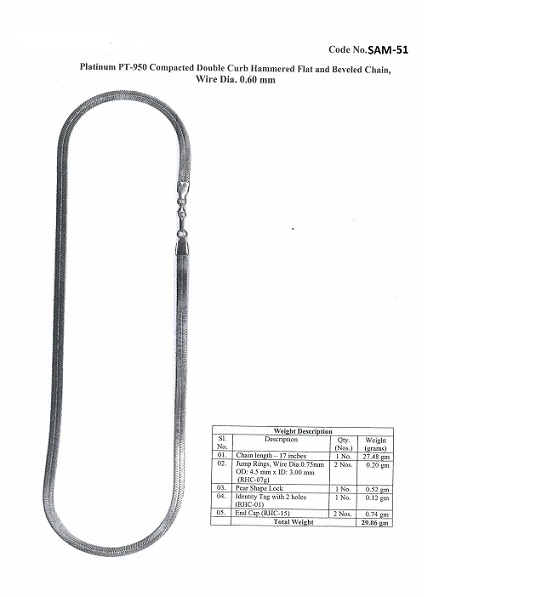 Code No.SAM-51
Platinum PT-950 Compacted Double Curb Hammered Flat and Beveled Chain,
Wire Dia. 0.60 mm
Weight Description
Sl. No. Description Qty. (Nos.) Weight (grams)
01. Chain length – 17 inches 1 No. 27.48 gm
02. Jump Rings, Wire Dia.0.75mm 2 Nos. 0.20 gm
OD: 4.5 mm x ID: 3.00 mm
(RHC-07g)
03. Pear Shape Lock 1 No. 0.52 gm
04. Identity Tag with 2 holes 1 No. 0.12 gm
(RHC-01)
05. End Cap (RHC-15) 2 Nos. 0.74 gm
Total Weight 29.06 gm